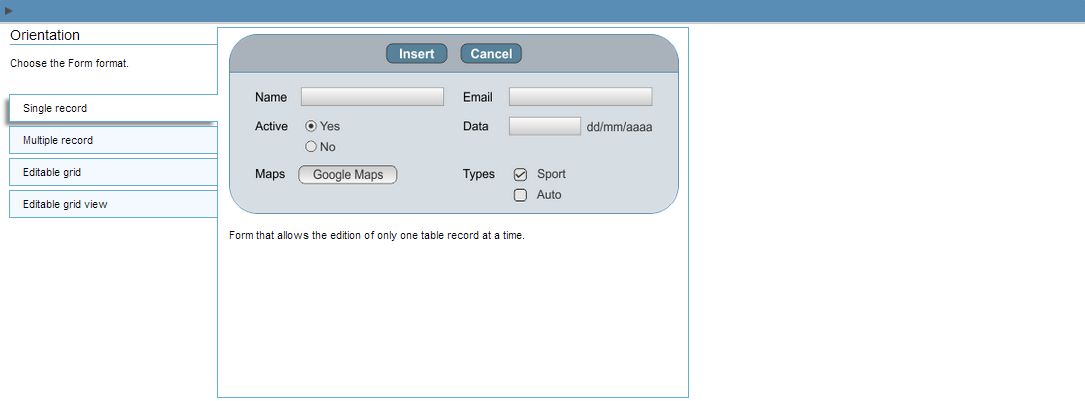 Orientation
Choose the Form format.
Single record
Multiple record
Editable grid
Editable grid view
Insert Cancel
Name Email
Active Yes Data dd/mm/aaaa
No
Maps Google Maps Types Sport
Auto
Form that allows the edition of only one table record at a time.